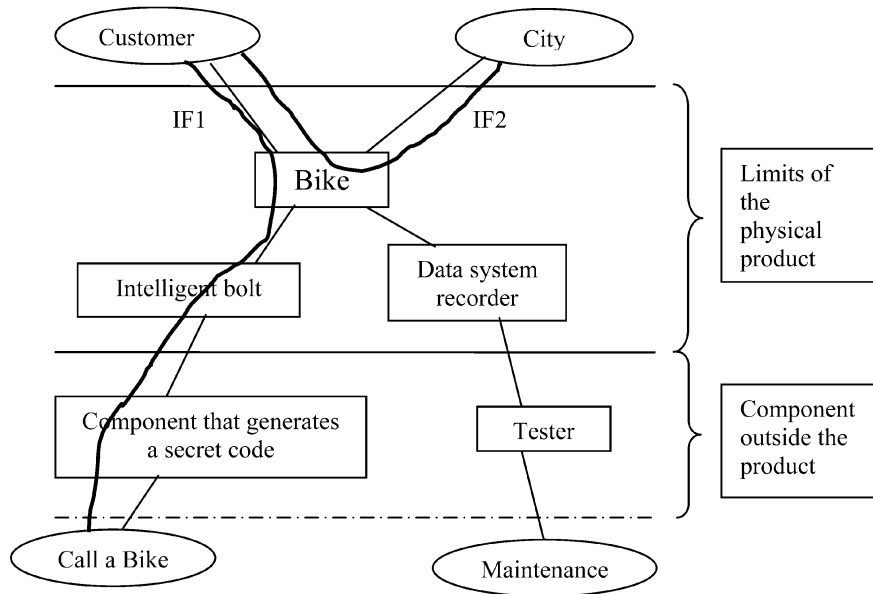 Customer
City
IF1
IF2
Bike
Limits of
the
physical
product
Intelligent bolt
Data system
recorder
Component that generates
a secret code
Tester
Component
outside the
product
Call a Bike
Maintenance